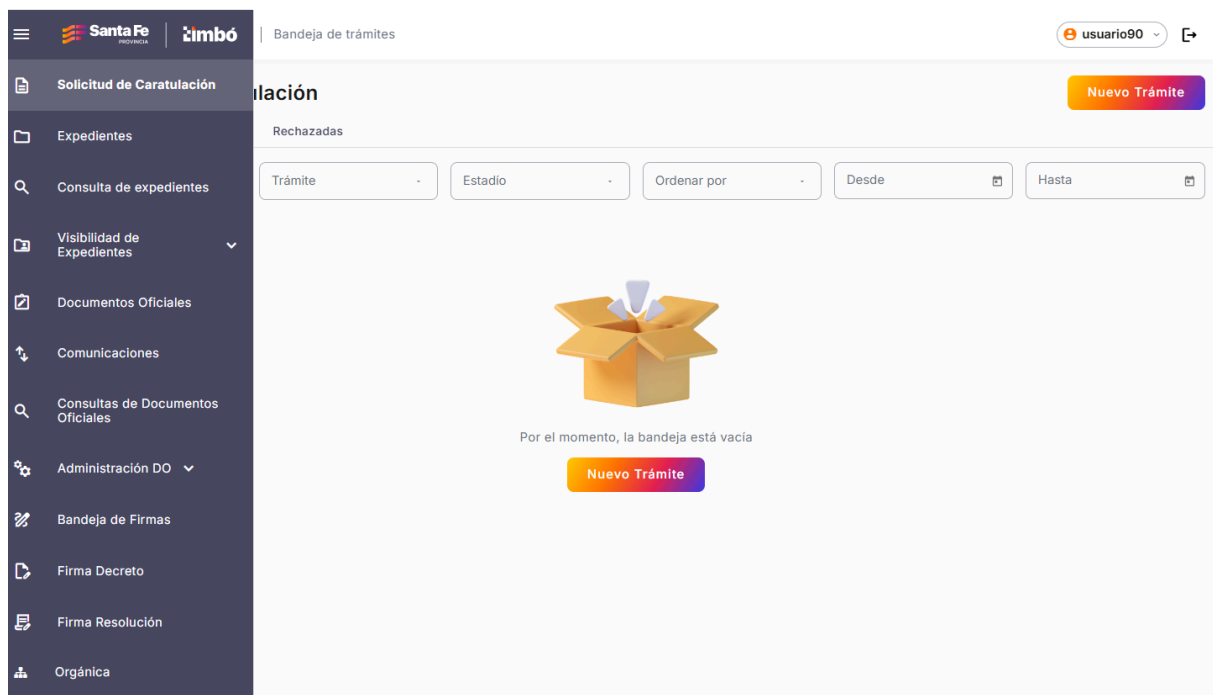 Santa Fe
PROVINCIA
timbó
Bandeja de trámites
usuario90
Solicitud de Caratulación
Expedientes
Consulta de expedientes
Visibilidad de
Expedientes
Documentos Oficiales
Comunicaciones
Consultas de Documentos
Oficiales
Administración DO
Bandeja de Firmas
Firma Decreto
Firma Resolución
Orgánica
ulación
Nuevo Trámite
Rechazadas
Trámite
Estadío
Ordenar por
Desde
Hasta
Por el momento, la bandeja está vacía
Nuevo Trámite